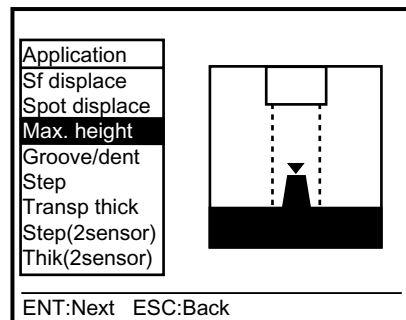 Application
Sf displace
Spot displace
Max. height
Groove/dent
Step
Transp thick
Step(2sensor)
Thik(2sensor)
ENT:Next ESC:Back